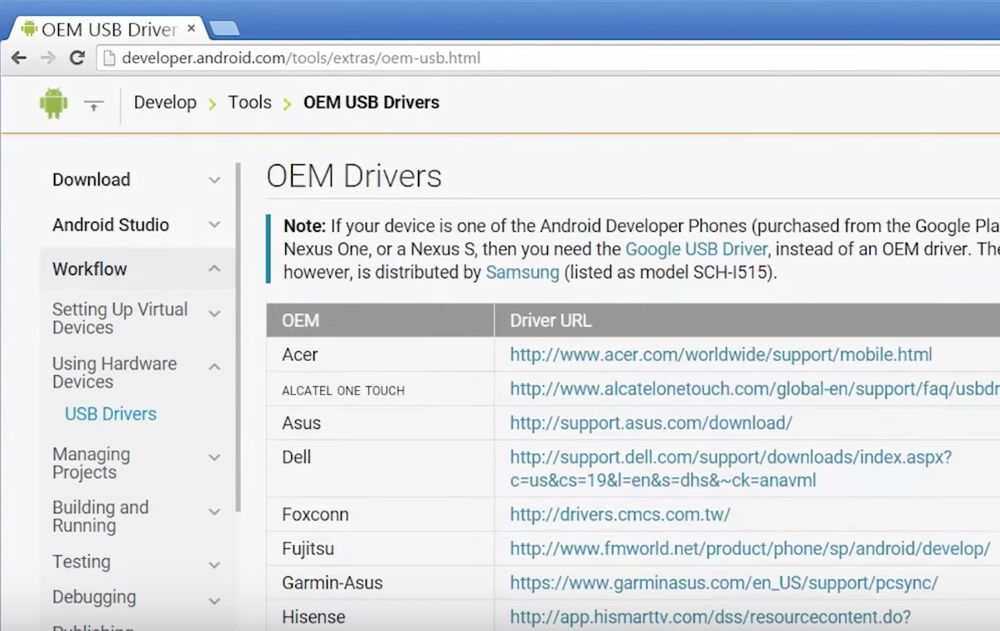 OEM USB Driver
developer.android.com/tools/extras/oem-usb.html
Develop > Tools > OEM USB Drivers
Download
Android Studio
Workflow
Setting Up Virtual
Devices
Using Hardware
Devices
USB Drivers
Managing
Projects
Building and
Running
Testing
Debugging
Publishing
OEM Drivers
Note: If your device is one of the Android Developer Phones (purchased from the Google Pla
Nexus One, or a Nexus S, then you need the Google USB Driver, instead of an OEM driver. The
however, is distributed by Samsung (listed as model SCH-I515).
OEM Driver URL
Acer http://www.acer.com/worldwide/support/mobile.html
ALCATEL ONE TOUCH http://www.alcatelonetouch.com/global-en/support/faq/usbdr
Asus http://support.asus.com/download/
Dell http://support.dell.com/support/downloads/index.aspx?
c=us&cs=19&l=en&s=dhs&~ck=anavml
Foxconn http://drivers.cmcs.com.tw/
Fujitsu http://www.fmworld.net/product/phone/sp/android/develop/
Garmin-Asus https://www.garminasus.com/en_US/support/pcsync/
Hisense http://app.hismarttv.com/dss/resourcecontent.do?